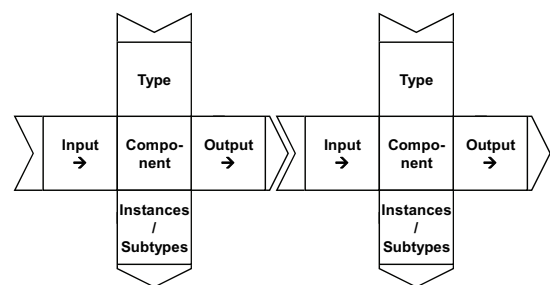 Type
Type
Input Compo- Output Input Compo- Output
→ nent → → nent →
Instances Instances
/ /
Subtypes Subtypes